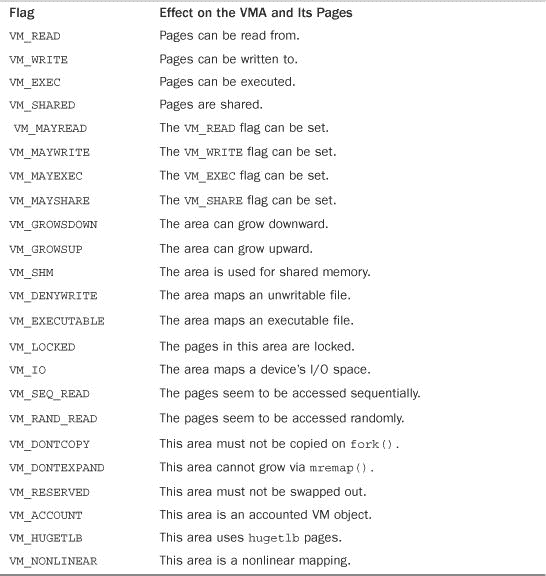 Flag Effect on the VMA and Its Pages
VM_READ Pages can be read from.
VM_WRITE Pages can be written to.
VM_EXEC Pages can be executed.
VM_SHARED Pages are shared.
VM_MAYREAD The VM_READ flag can be set.
VM_MAYWRITE The VM_WRITE flag can be set.
VM_MAYEXEC The VM_EXEC flag can be set.
VM_MAYSHARE The VM_SHARE flag can be set.
VM_GROWSDOWN The area can grow downward.
VM_GROWSUP The area can grow upward.
VM_SHM The area is used for shared memory.
VM_DENYWRITE The area maps an unwritable file.
VM_EXECUTABLE The area maps an executable file.
VM_LOCKED The pages in this area are locked.
VM_IO The area maps a device's I/O space.
VM_SEQ_READ The pages seem to be accessed sequentially.
VM_RAND_READ The pages seem to be accessed randomly.
VM_DONTCOPY This area must not be copied on fork().
VM_DONTEXPAND This area cannot grow via mremap().
VM_RESERVED This area must not be swapped out.
VM_ACCOUNT This area is an accounted VM object.
VM_HUGETLB This area uses hugetlb pages.
VM_NONLINEAR This area is a nonlinear mapping.